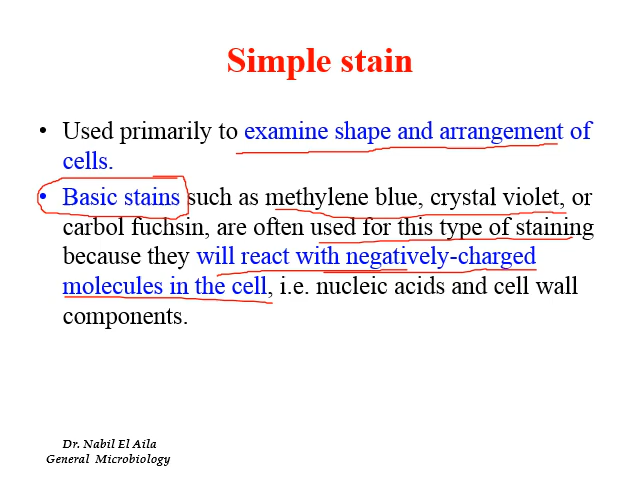 Simple stain
• Used primarily to examine shape and arrangement of
cells.
• Basic stains such as methylene blue, crystal violet, or
carbol fuchsin, are often used for this type of staining
because they will react with negatively-charged
molecules in the cell, i.e. nucleic acids and cell wall
components.
Dr. Nabil El Aila
General Microbiology